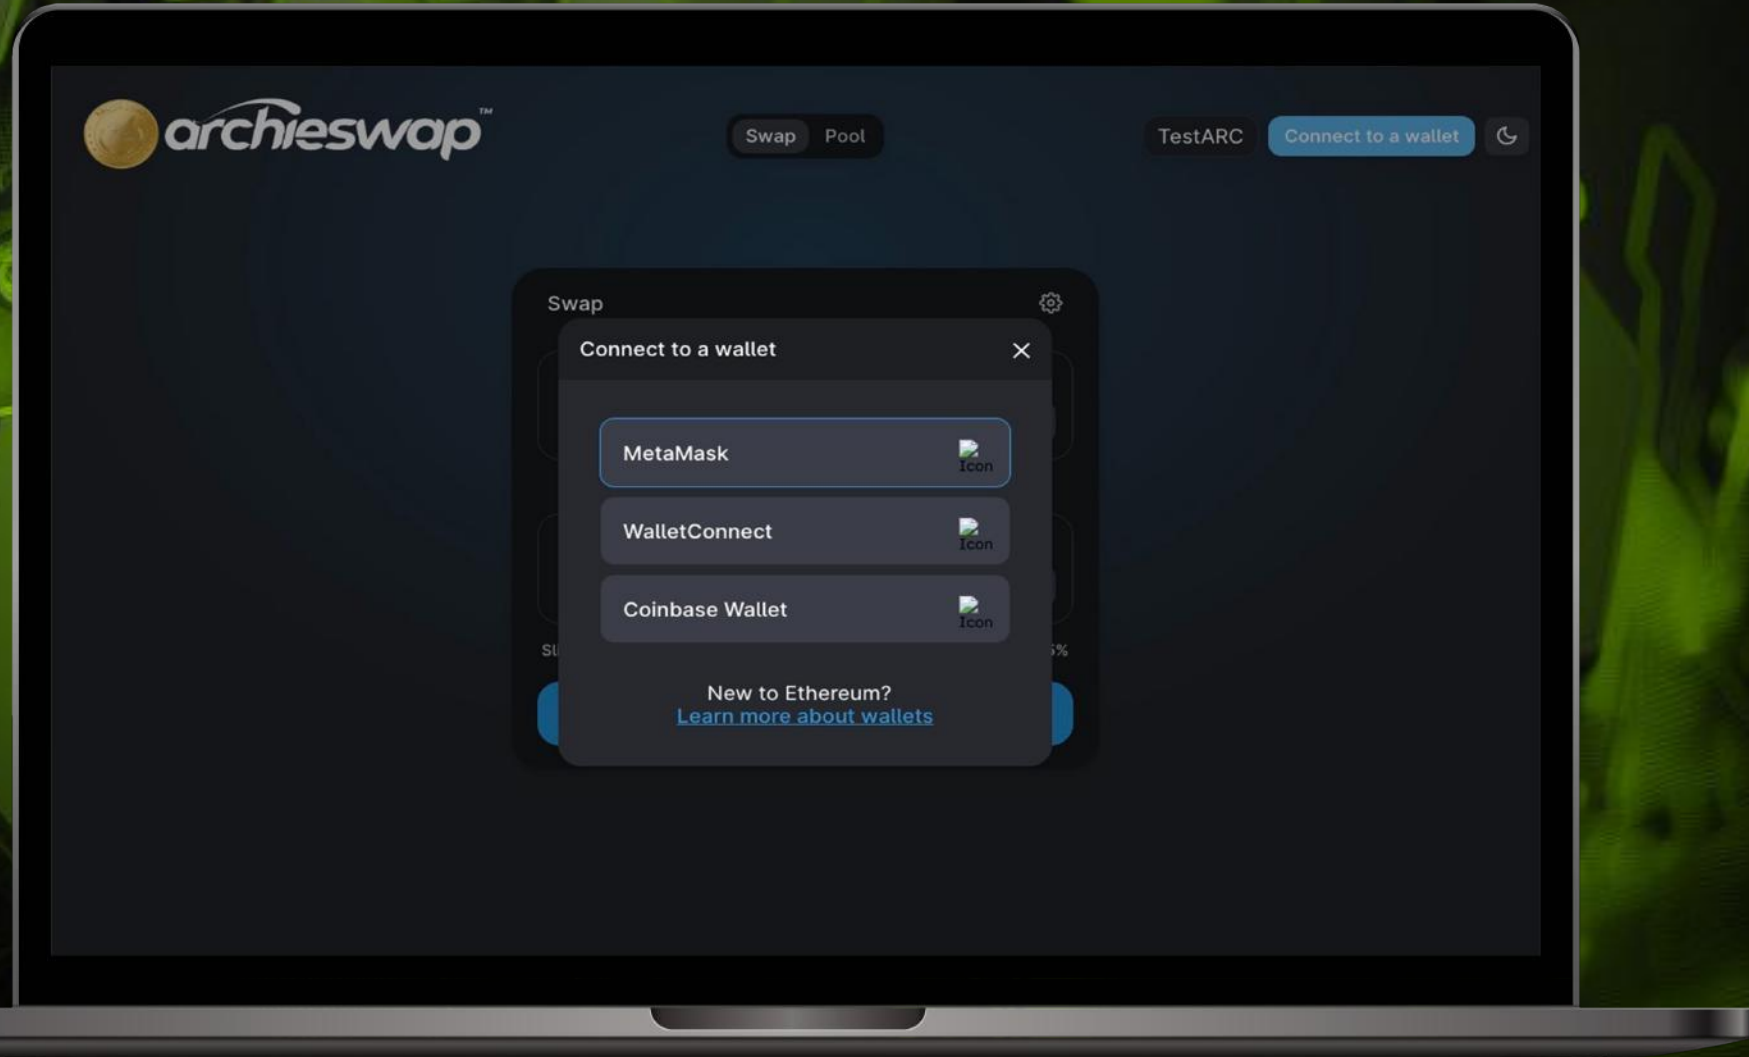 archieswap™
Swap Pool
TestARC
Connect to a wallet
Swap
Connect to a wallet
MetaMask
Icon
WalletConnect
Icon
Coinbase Wallet
Icon
New to Ethereum?
Learn more about wallets